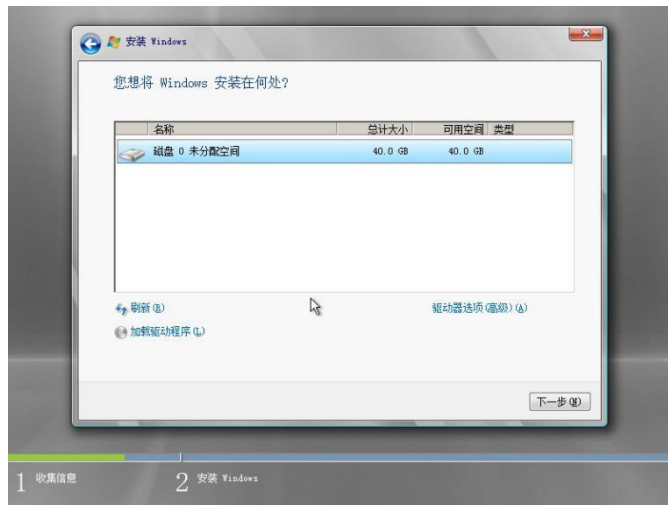 安装 Windows
您想将 Windows 安装在何处?
名称 总计大小 可用空间 类型
磁盘 0 未分配空间 40.0 GB 40.0 GB
刷新(R) 驱动器选项(高级)(A)
加载驱动程序(L)
下一步(N)
1 收集信息 2 安装 Windows